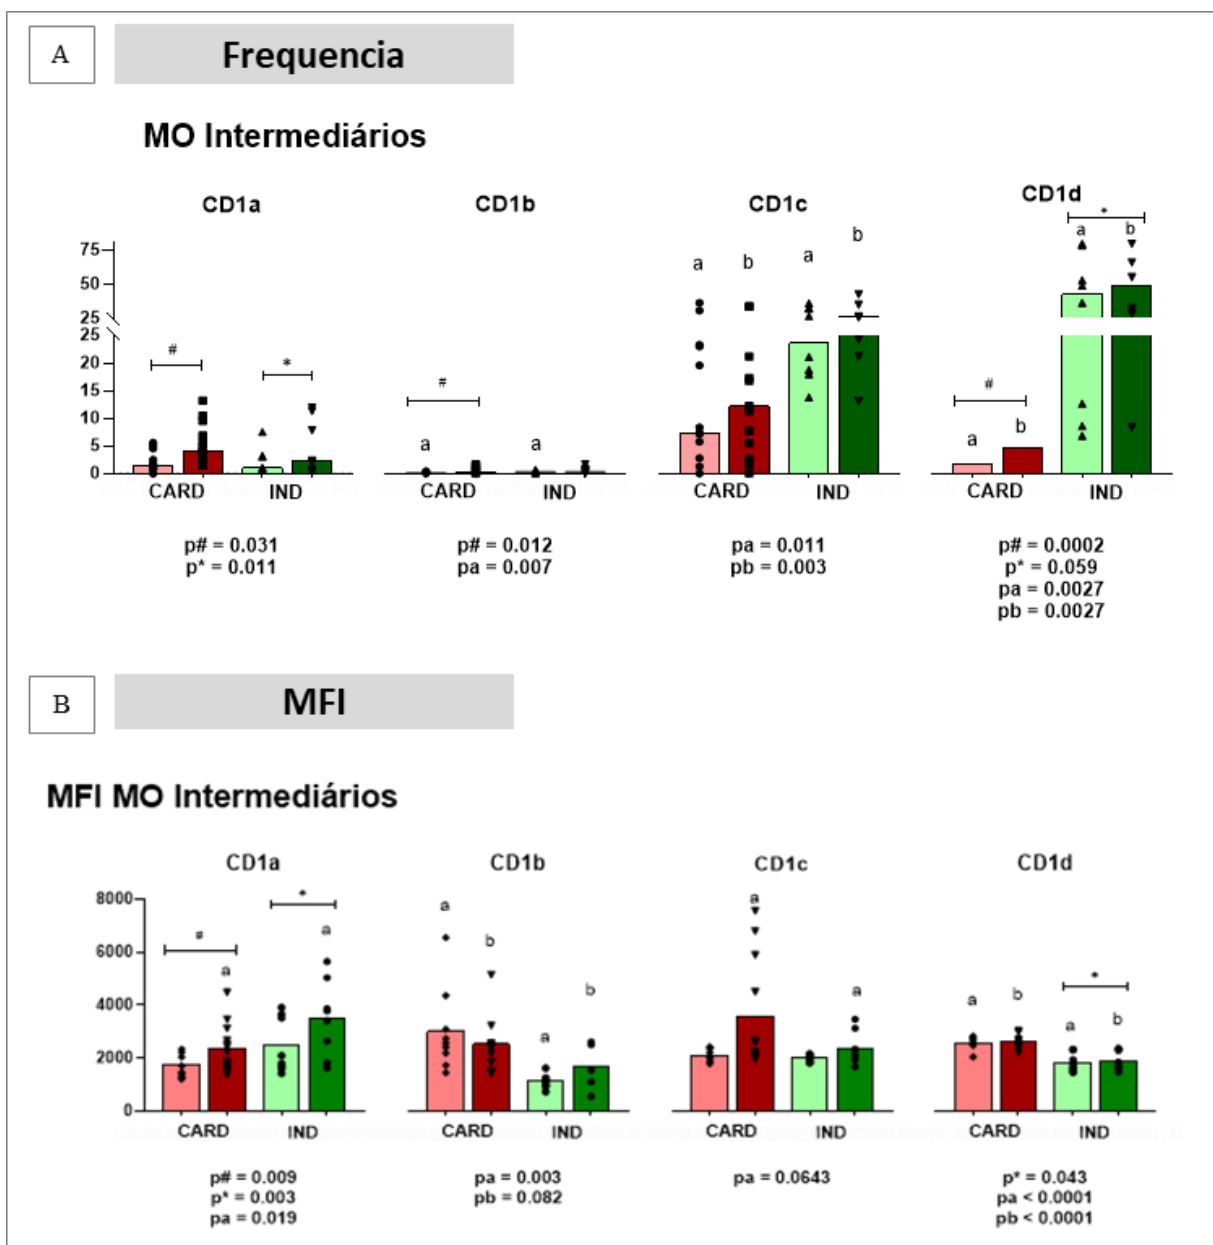 A
Frequencia
MO Intermediários
CD1a
CD1b
CD1c
CD1d
75
50
25
25
20
15
10
5
0
#
*
#
a
a
a
b
a
b
#
a
b
*
a
b
CARD
IND
CARD
IND
CARD
IND
CARD
IND
p# = 0.031
p* = 0.011
p# = 0.012
pa = 0.007
pa = 0.011
pb = 0.003
p# = 0.0002
p* = 0.059
pa = 0.0027
pb = 0.0027
B
MFI
MFI MO Intermediários
CD1a
CD1b
CD1c
CD1d
8000
6000
4000
2000
0
#
a
*
a
a
b
a
b
a
a
a
b
*
a
b
CARD
IND
CARD
IND
CARD
IND
CARD
IND
p# = 0.009
p* = 0.003
pa = 0.019
pa = 0.003
pb = 0.082
pa = 0.0643
p* = 0.043
pa < 0.0001
pb < 0.0001